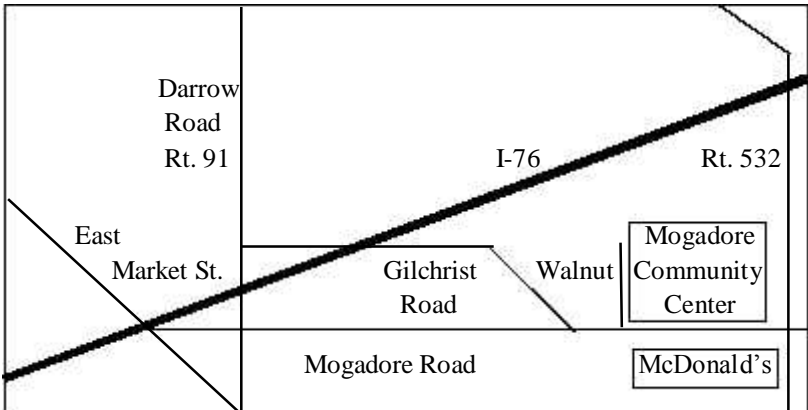 Darrow
Road
Rt. 91
I-76
Rt. 532
East
Market St.
Gilchrist
Road
Walnut
Mogadore
Community
Center
Mogadore Road
McDonald's